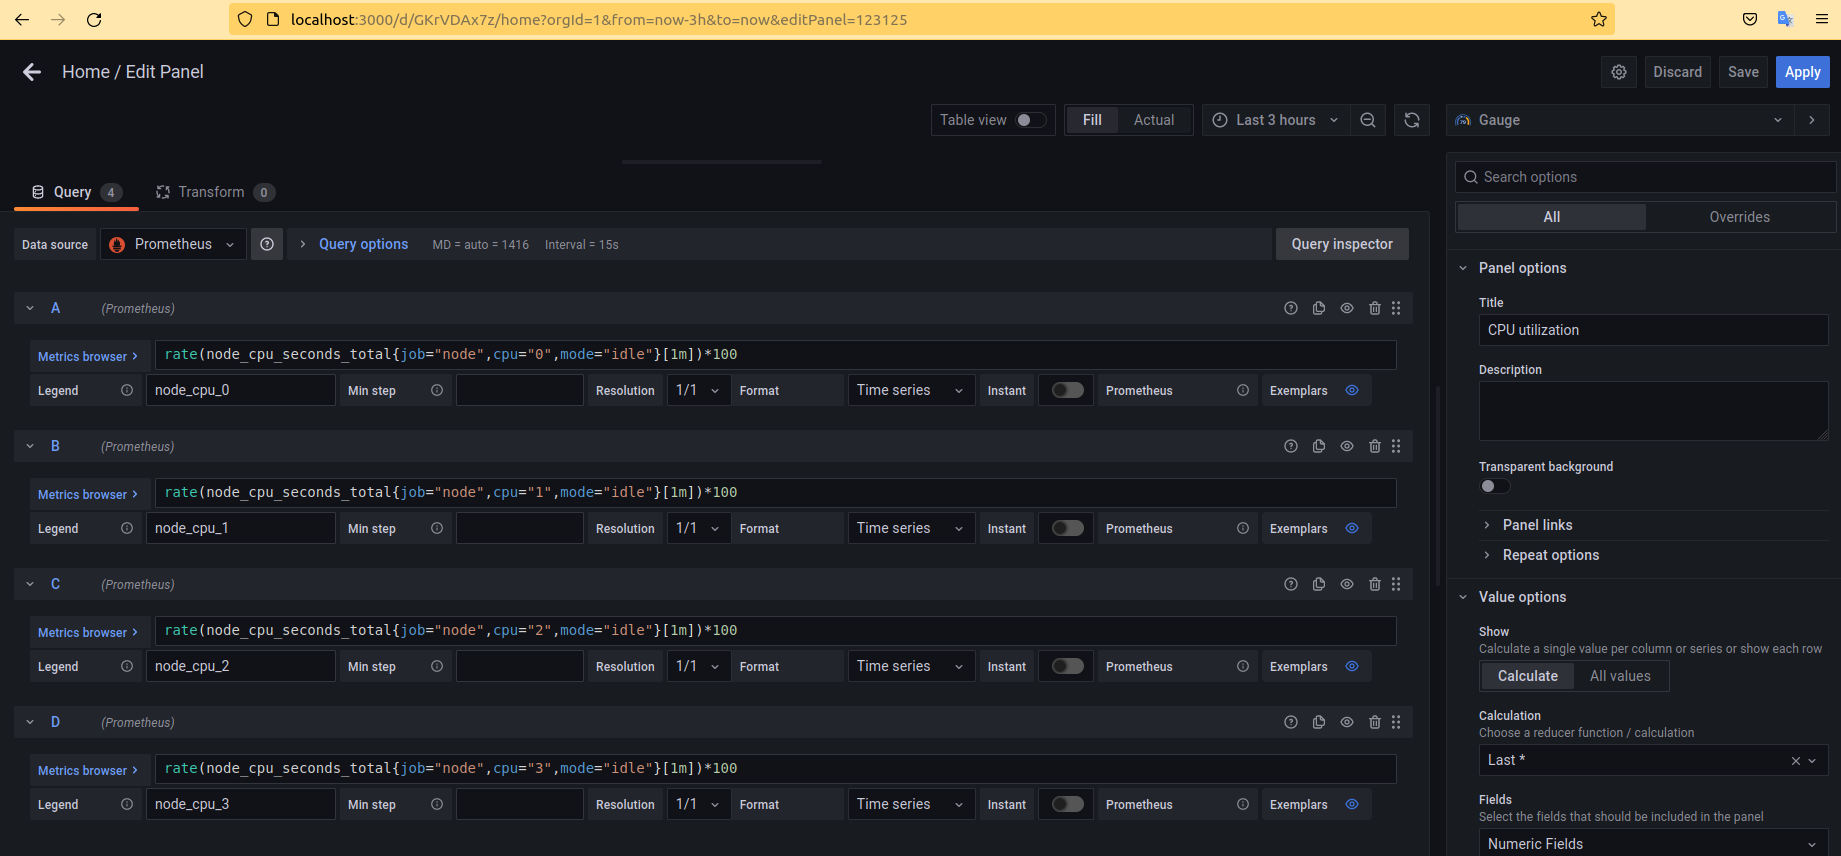 localhost:3000/d/GKrVDAx7z/home?orgId=1&from=now-3h&to=now&editPanel=123125
Home / Edit Panel
Discard
Save
Apply
Table view
Fill
Actual
Last 3 hours
Gauge
Query 4
Transform 0
Data source
Prometheus
Query options
MD = auto = 1416
Interval = 15s
Query inspector
A (Prometheus)
Metrics browser > rate(node_cpu_seconds_total{job="node",cpu="0",mode="idle"}[1m])*100
Legend node_cpu_0 Min step Resolution 1/1 Format Time series Instant Prometheus Exemplars
B (Prometheus)
Metrics browser > rate(node_cpu_seconds_total{job="node",cpu="1",mode="idle"}[1m])*100
Legend node_cpu_1 Min step Resolution 1/1 Format Time series Instant Prometheus Exemplars
C (Prometheus)
Metrics browser > rate(node_cpu_seconds_total{job="node",cpu="2",mode="idle"}[1m])*100
Legend node_cpu_2 Min step Resolution 1/1 Format Time series Instant Prometheus Exemplars
D (Prometheus)
Metrics browser > rate(node_cpu_seconds_total{job="node",cpu="3",mode="idle"}[1m])*100
Legend node_cpu_3 Min step Resolution 1/1 Format Time series Instant Prometheus Exemplars
Search options
All
Overrides
Panel options
Title
CPU utilization
Description
Transparent background
Panel links
Repeat options
Value options
Show
Calculate a single value per column or series or show each row
Calculate
All values
Calculation
Choose a reducer function / calculation
Last *
Fields
Select the fields that should be included in the panel
Numeric Fields